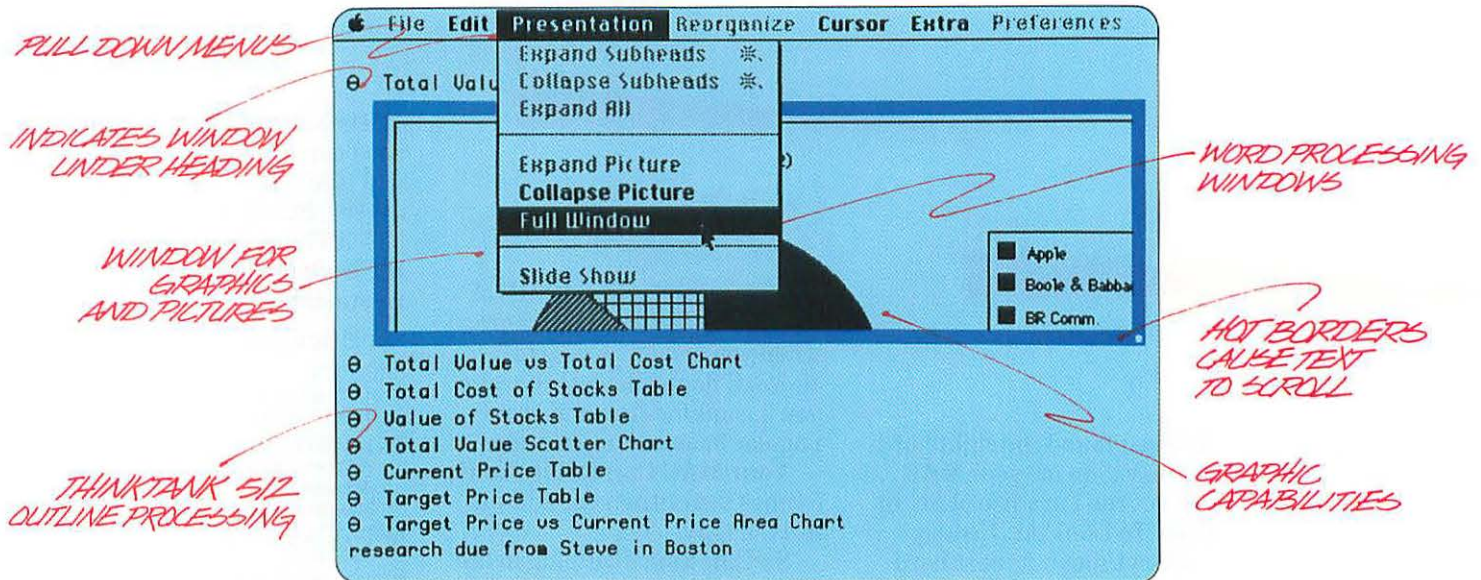 File Edit Presentation Reorganize Cursor Extra Preferences
PULL DOWN MENUS
Expand Subheads ⌘.
Total Valu
Collapse Subheads ⌘.
Expand All
INDICATES WINDOW
UNDER HEADING
Expand Picture
Collapse Picture
Full Window
Slide Show
WORD PROCESSING
WINDOWS
WINDOW FOR
GRAPHICS
AND PICTURES
Apple
Boole & Babba
BR Comm.
HOT BORDERS
CAUSE TEXT
TO SCROLL
θ Total Value vs Total Cost Chart
θ Total Cost of Stocks Table
θ Value of Stocks Table
θ Total Value Scatter Chart
θ Current Price Table
θ Target Price Table
θ Target Price vs Current Price Area Chart
research due from Steve in Boston
THINKTANK 512
OUTLINE PROCESSING
GRAPHIC
CAPABILITIES